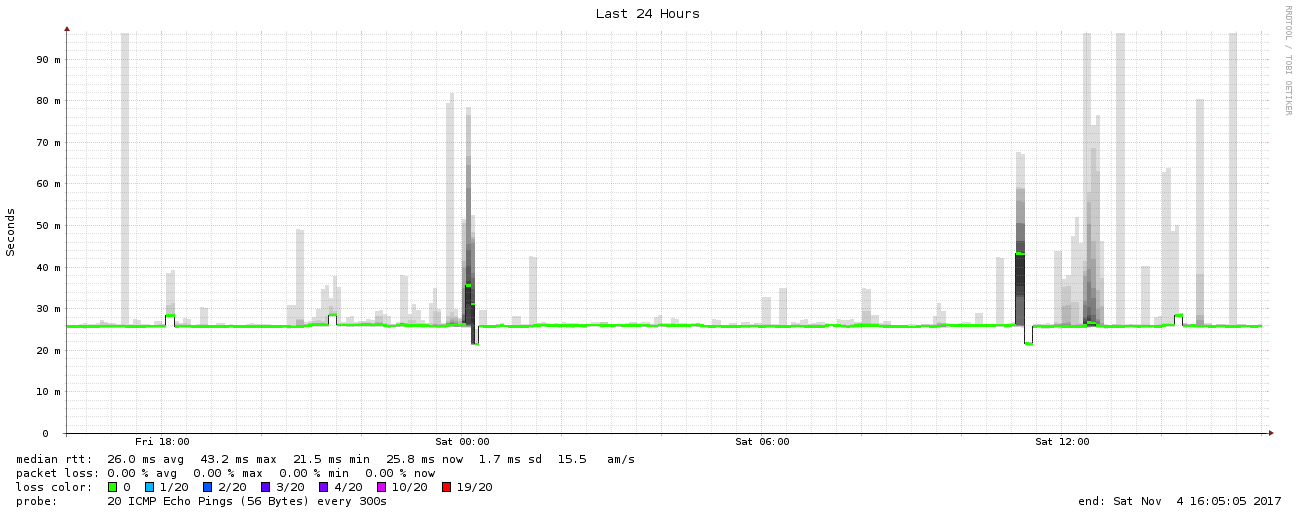 Last 24 Hours
RRDTOOL / TOBI OETIKER
Seconds
90 m
80 m
70 m
60 m
50 m
40 m
30 m
20 m
10 m
0
Fri 18:00 Sat 00:00 Sat 06:00 Sat 12:00
median rtt: 26.0 ms avg 43.2 ms max 21.5 ms min 25.8 ms now 1.7 ms sd 15.5 am/s
packet loss: 0.00 % avg 0.00 % max 0.00 % min 0.00 % now
loss color: 0 1/20 2/20 3/20 4/20 10/20 19/20
probe: 20 ICMP Echo Pings (56 Bytes) every 300s end: Sat Nov 4 16:05:05 2017